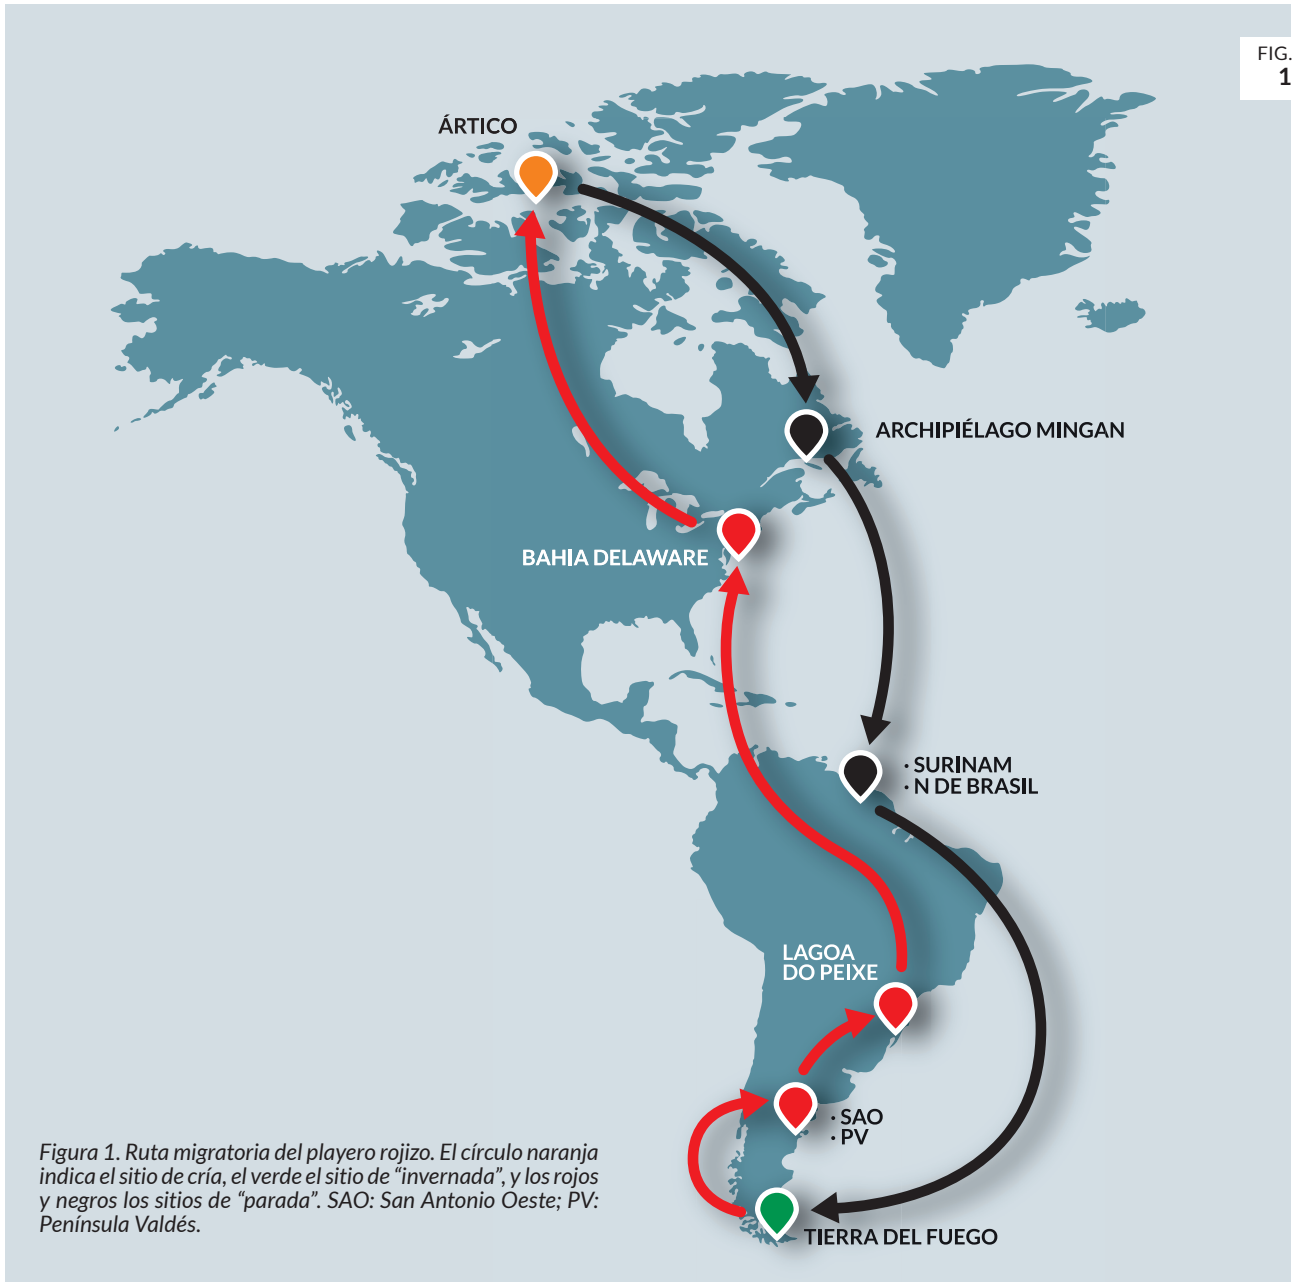 FIG.
1
ÁRTICO
ARCHIPIÉLAGO MINGAN
BAHIA DELAWARE
· SURINAM
· N DE BRASIL
LAGOA
DO PEIXE
· SAO
· PV
TIERRA DEL FUEGO
Figura 1. Ruta migratoria del playero rojizo. El círculo naranja
indica el sitio de cría, el verde el sitio de “invernada”, y los rojos
y negros los sitios de “parada”. SAO: San Antonio Oeste; PV:
Península Valdés.